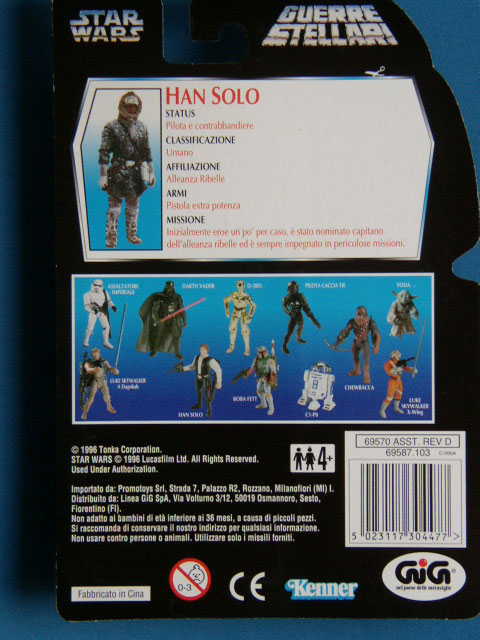 STAR WARS
GUERRE STELLARI
HAN SOLO
STATUS
Pilota e contrabbandiere
CLASSIFICAZIONE
Umano
AFFILIAZIONE
Alleanza Ribelle
ARMI
Pistola extra potenza
MISSIONE
Inizialmente eroe un po' per caso, è stato nominato capitano
dell'alleanza ribelle ed è sempre impegnato in pericolose missioni.
ASSALTATORE IMPERIALE
DARTH VADER
D-3BO
PILOTA CACCIA TIE
YODA
LUKE SKYWALKER
A Dagobah
HAN SOLO
BOBA FETT
C1-P8
CHEWBACCA
LUKE SKYWALKER
X-Wing
© 1996 Tonka Corporation.
STAR WARS © 1996 Lucasfilm Ltd. All Rights Reserved.
Used Under Authorization.
4+
69570 ASST. REV D
69587.103
Importato da: Promotoys Srl, Strada 7, Palazzo R2, Rozzano, Milanofiori (MI) I.
Distribuito da: Linea GiG SpA, Via Volturno 3/12, 50019 Osmannoro, Sesto,
Fiorentino (FI).
Non adatto ai bambini di età inferiore ai 36 mesi, a causa di piccoli pezzi.
Si raccomanda di conservare il nostro indirizzo per qualsiasi informazione.
Non usare contro persone o animali. Utilizzare solo i missili forniti.
5 023117 304477 >
Fabbricato in Cina
0-3
CE
Kenner
GiG
nel paese delle meraviglie